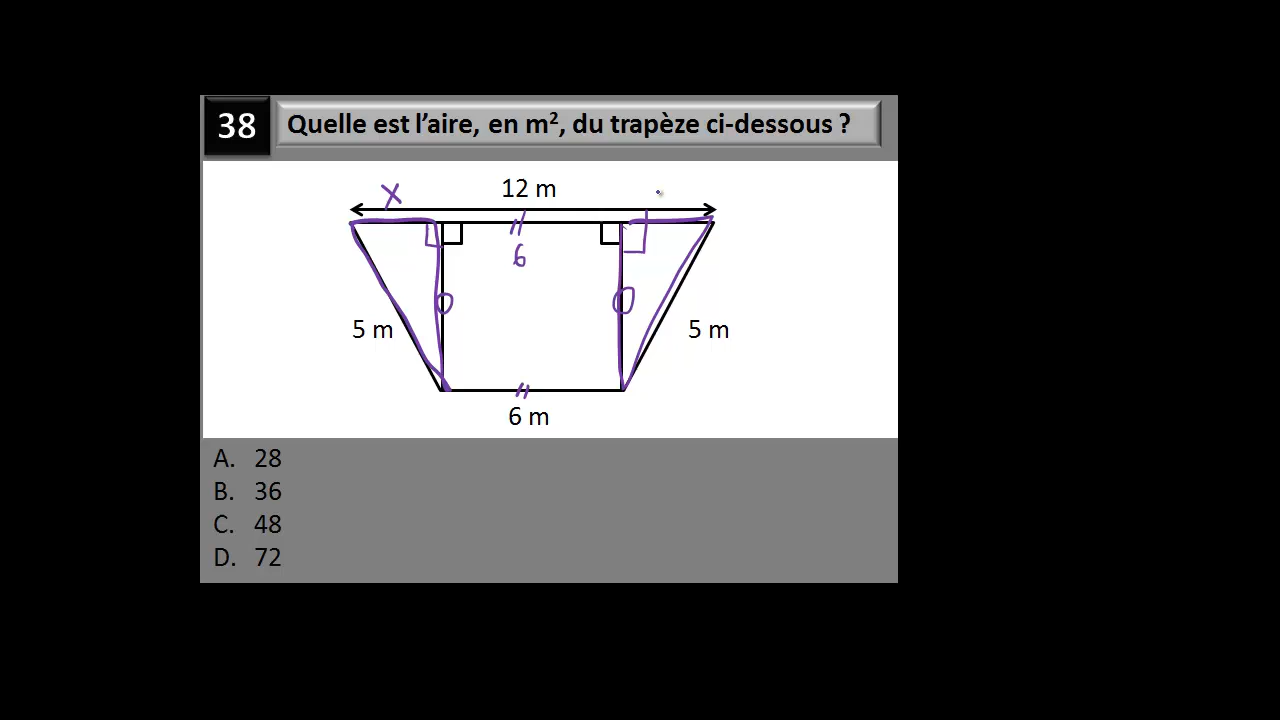 38 Quelle est l'aire, en m², du trapèze ci-dessous ?
x 12 m
6
5 m 5 m
6 m
A. 28
B. 36
C. 48
D. 72